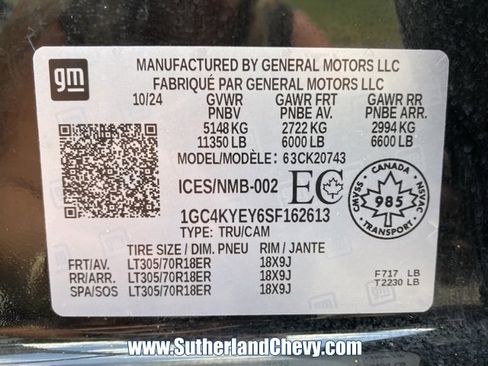 gm
MANUFACTURED BY GENERAL MOTORS LLC
FABRIQUÉ PAR GENERAL MOTORS LLC
10/24 GVWR GAWR FRT GAWR RR
PNBV PNBE AV. PNBE ARR.
5148 KG 2722 KG 2994 KG
11350 LB 6000 LB 6600 LB
MODEL/MODÈLE: 63CK20743
ICES/NMB-002 EC
CANADA
CMVSS NSVAC
985
TRANSPORT
1GC4KYEY6SF162613
TYPE: TRU/CAM
TIRE SIZE / DIM. PNEU RIM / JANTE
FRT/AV. LT305/70R18ER 18X9J
RR/ARR. LT305/70R18ER 18X9J
SPA/SOS LT305/70R18ER 18X9J
F717 LB
T2230 LB
www.SutherlandChevy.com